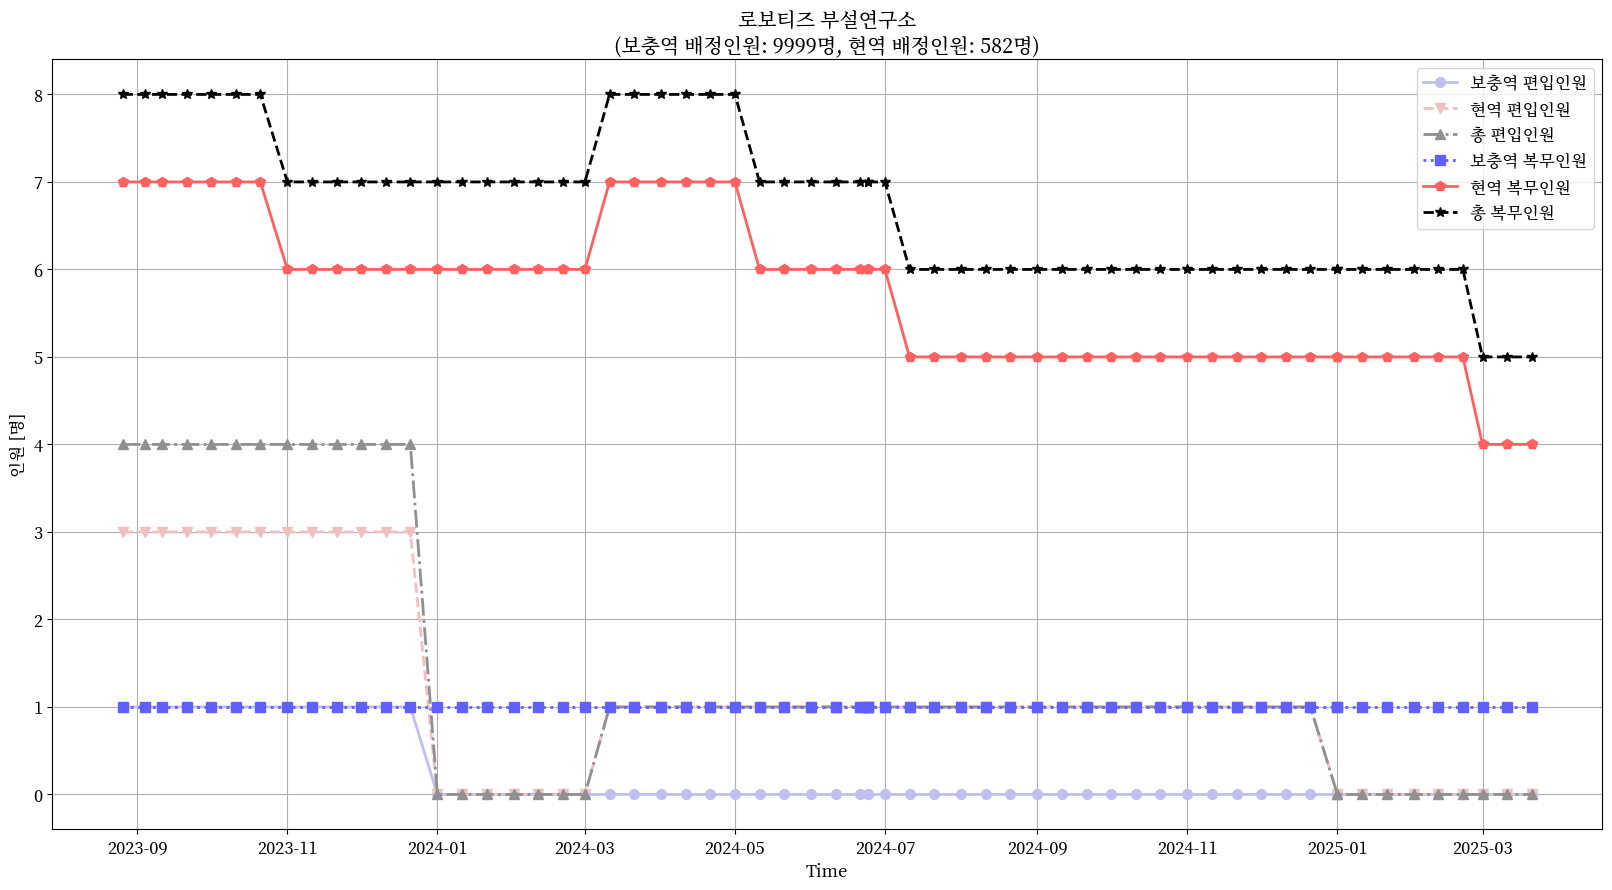 로보티즈 부설연구소
(보충역 배정인원: 9999명, 현역 배정인원: 582명)
보충역 편입인원
현역 편입인원
총 편입인원
보충역 복무인원
현역 복무인원
총 복무인원
인원 [명]
8
7
6
5
4
3
2
1
0
2023-09
2023-11
2024-01
2024-03
2024-05
2024-07
2024-09
2024-11
2025-01
2025-03
Time